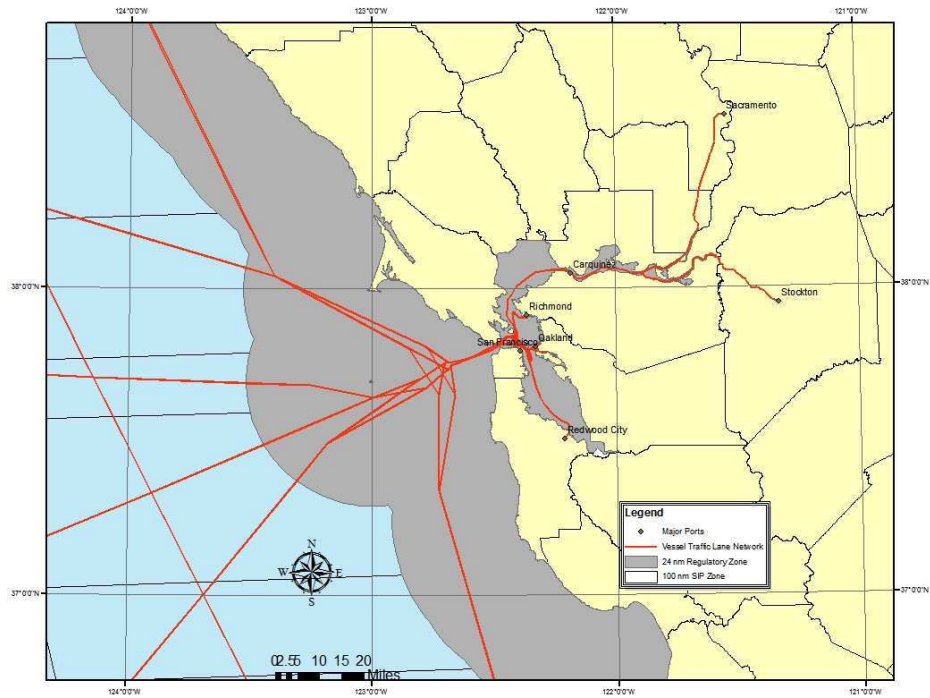 124°0'0"W 123°0'0"W 122°0'0"W 121°0'0"W
Sacramento
Carquinez
38°0'0"N 38°0'0"N
Stockton
Richmond
San Francisco Oakland
Redwood City
Legend
Major Ports
Vessel Traffic Lane Network
24 nm Regulatory Zone
100 nm SIP Zone
N
W E
S
37°0'0"N 37°0'0"N
0 2.5 5 10 15 20
Miles
124°0'0"W 123°0'0"W 122°0'0"W 121°0'0"W